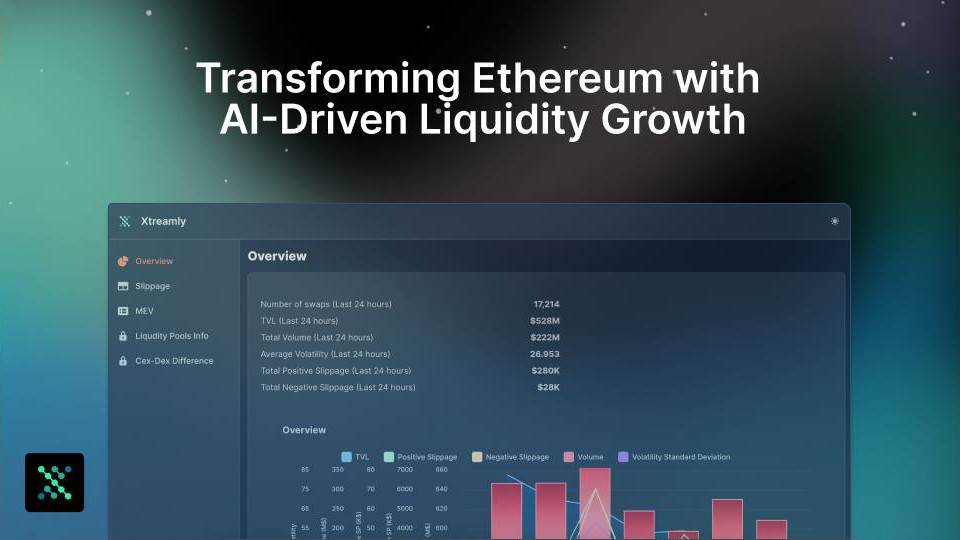 Transforming Ethereum with
AI-Driven Liquidity Growth
Xtreamly
Overview
Slippage
MEV
Liqudity Pools Info
Cex-Dex Difference
Overview
Number of swaps (Last 24 hours) 17,214
TVL (Last 24 hours) $528M
Total Volume (Last 24 hours) $222M
Average Volatility (Last 24 hours) 26.953
Total Positive Slippage (Last 24 hours) $280K
Total Negative Slippage (Last 24 hours) $28K
Overview
TVL Positive Slippage Negative Slippage Volume Volatility Standard Deviation
85 350 80 7000 660
75 300 70 6000 640
65 250 60 5000 620
55 200 50 4000 600